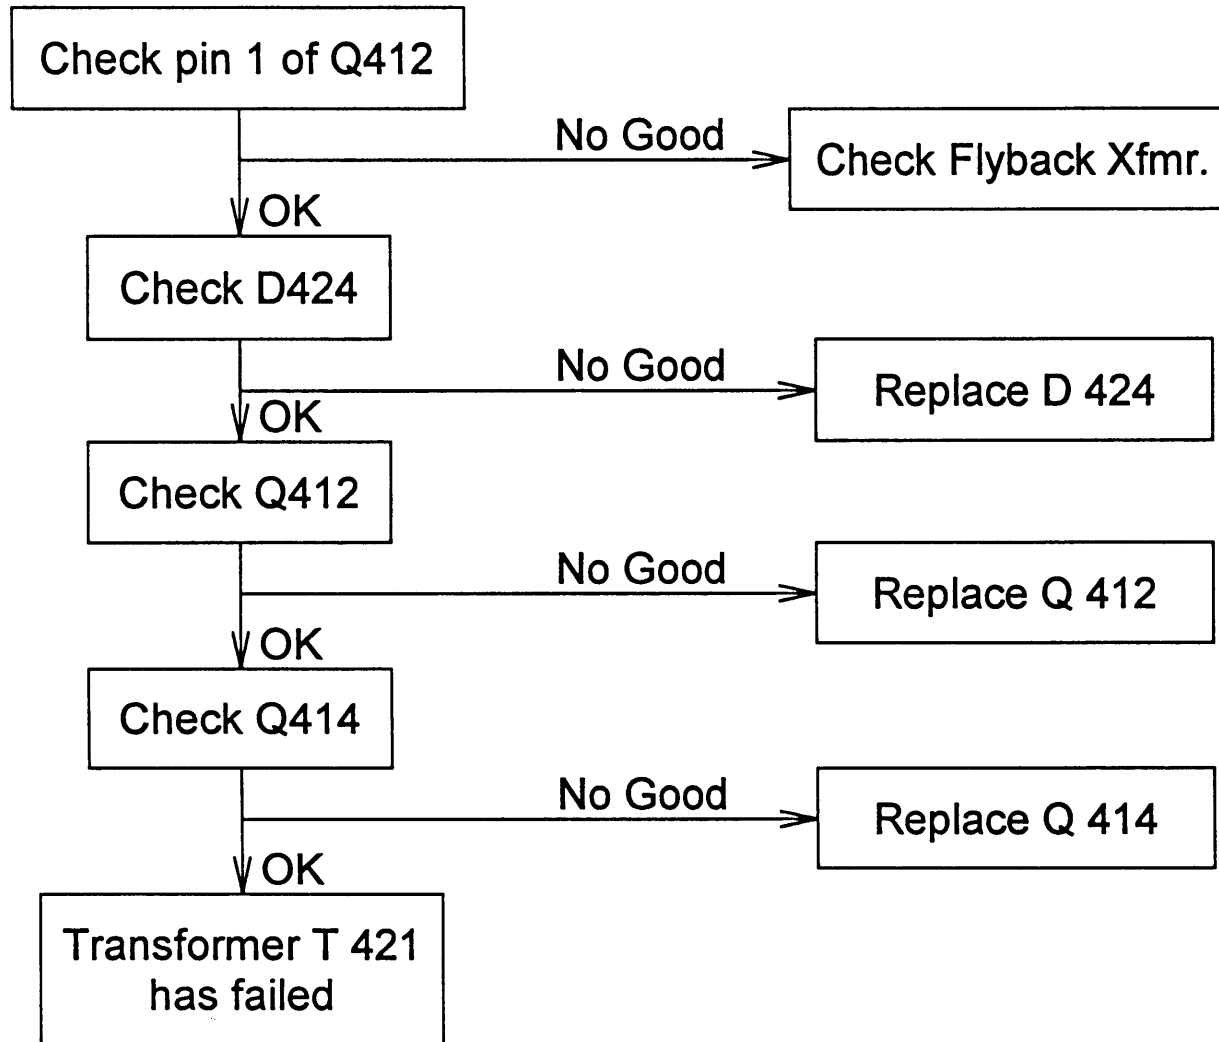 Check pin 1 of Q412
No Good
Check Flyback Xfmr.
OK
Check D424
No Good
Replace D 424
OK
Check Q412
No Good
Replace Q 412
OK
Check Q414
No Good
Replace Q 414
OK
Transformer T 421
has failed